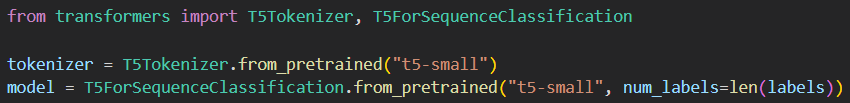 from transformers import T5Tokenizer, T5ForSequenceClassification
tokenizer = T5Tokenizer.from_pretrained("t5-small")
model = T5ForSequenceClassification.from_pretrained("t5-small", num_labels=len(labels))